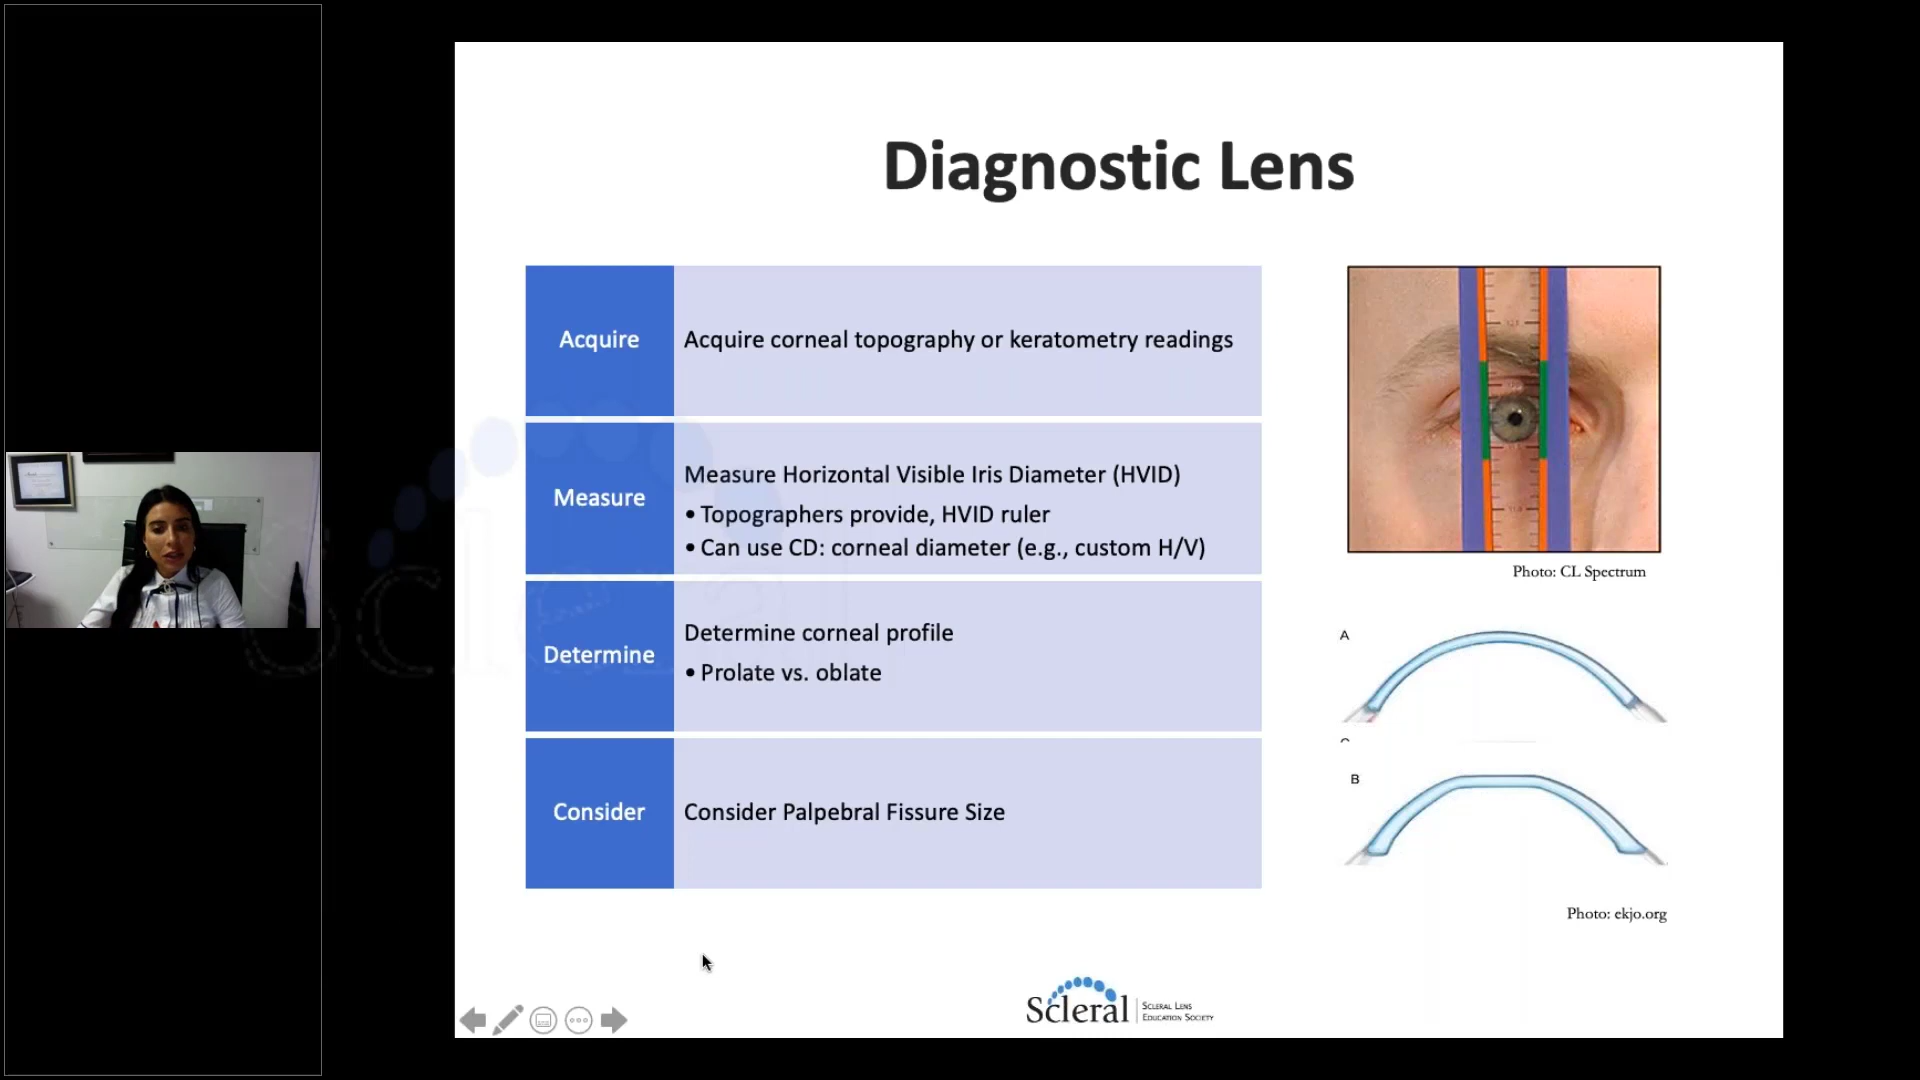 Diagnostic Lens
Acquire
Acquire corneal topography or keratometry readings
Measure
Measure Horizontal Visible Iris Diameter (HVID)
• Topographers provide, HVID ruler
• Can use CD: corneal diameter (e.g., custom H/V)
Determine
Determine corneal profile
• Prolate vs. oblate
Consider
Consider Palpebral Fissure Size
Photo: CL Spectrum
A
B
Photo: ekjo.org
Scleral
SCLERAL LENS
EDUCATION SOCIETY